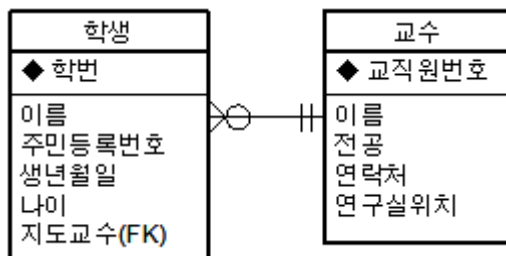 학생
◆ 학번
이름
주민등록번호
생년월일
나이
지도교수(FK)
교수
◆ 교직원번호
이름
전공
연락처
연구실위치